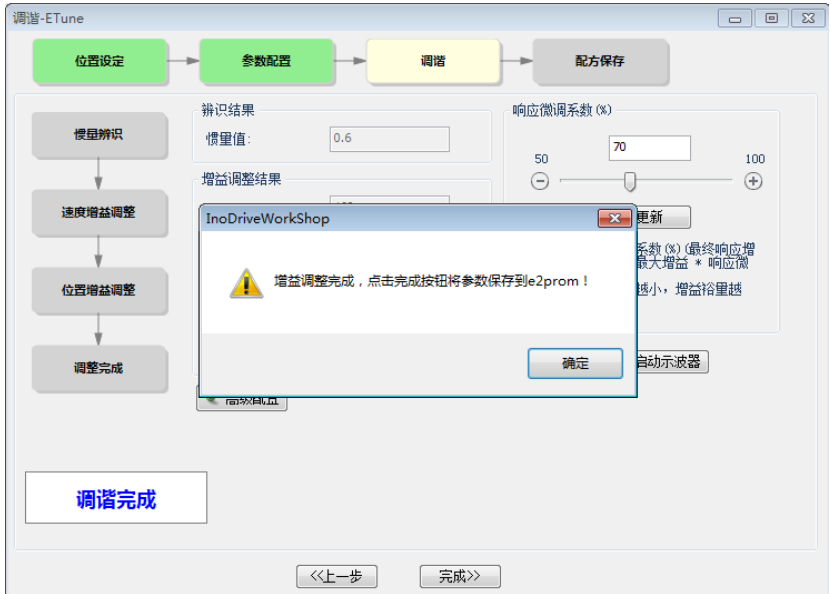 调谐-ETune
位置设定
参数配置
调谐
配方保存
惯量辨识
速度增益调整
位置增益调整
调整完成
辨识结果
惯量值:
0.6
增益调整结果
响应微调系数(%)
70
50
100
更新
系数(%)(最终响应增
最大增益 * 响应微
越小，增益裕量越
启动示波器
InoDriveWorkShop
增益调整完成，点击完成按钮将参数保存到e2prom！
确定
高级配置
调谐完成
<<上一步
完成>>